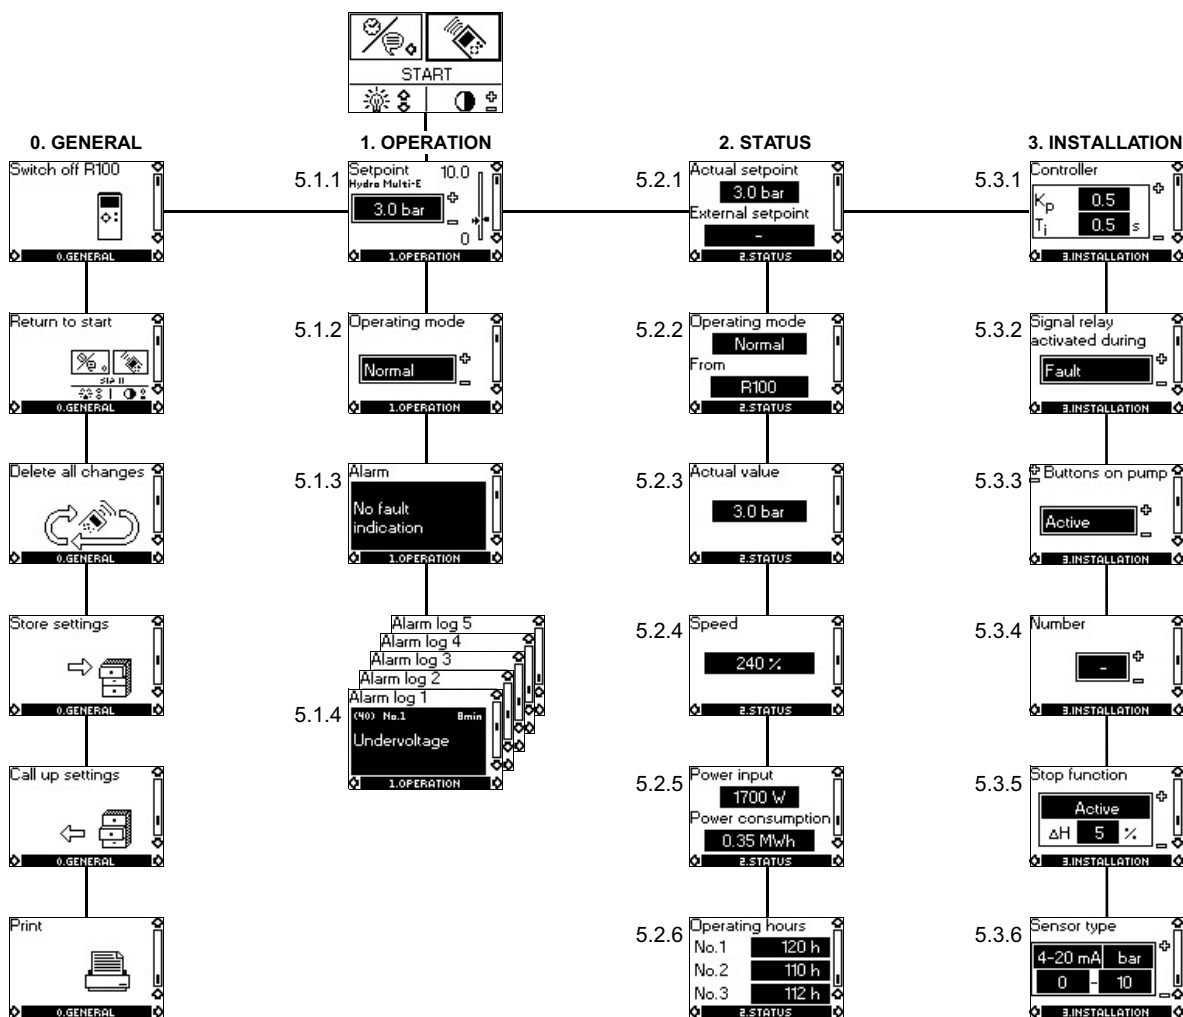 START
0. GENERAL
Switch off R100
0.GENERAL
Return to start
START
0.GENERAL
Delete all changes
0.GENERAL
Store settings
0.GENERAL
Call up settings
0.GENERAL
Print
0.GENERAL
1. OPERATION
5.1.1
Setpoint 10.0
Hydro Multi-E
3.0 bar
0
1.OPERATION
5.1.2
Operating mode
Normal
1.OPERATION
5.1.3
Alarm
No fault
indication
1.OPERATION
Alarm log 5
Alarm log 4
Alarm log 3
Alarm log 2
Alarm log 1
5.1.4
(40) No.1 8min
Undervoltage
1.OPERATION
2. STATUS
5.2.1
Actual setpoint
3.0 bar
External setpoint
-
2.STATUS
5.2.2
Operating mode
Normal
From
R100
2.STATUS
5.2.3
Actual value
3.0 bar
2.STATUS
5.2.4
Speed
240 %
2.STATUS
5.2.5
Power input
1700 W
Power consumption
0.35 MWh
2.STATUS
5.2.6
Operating hours
No.1 120 h
No.2 110 h
No.3 112 h
2.STATUS
3. INSTALLATION
5.3.1
Controller
Kp 0.5
Ti 0.5 s
3.INSTALLATION
5.3.2
Signal relay
activated during
Fault
3.INSTALLATION
5.3.3
Buttons on pump
Active
3.INSTALLATION
5.3.4
Number
-
3.INSTALLATION
5.3.5
Stop function
Active
ΔH 5 %
3.INSTALLATION
5.3.6
Sensor type
4-20 mA bar
0 - 10
3.INSTALLATION